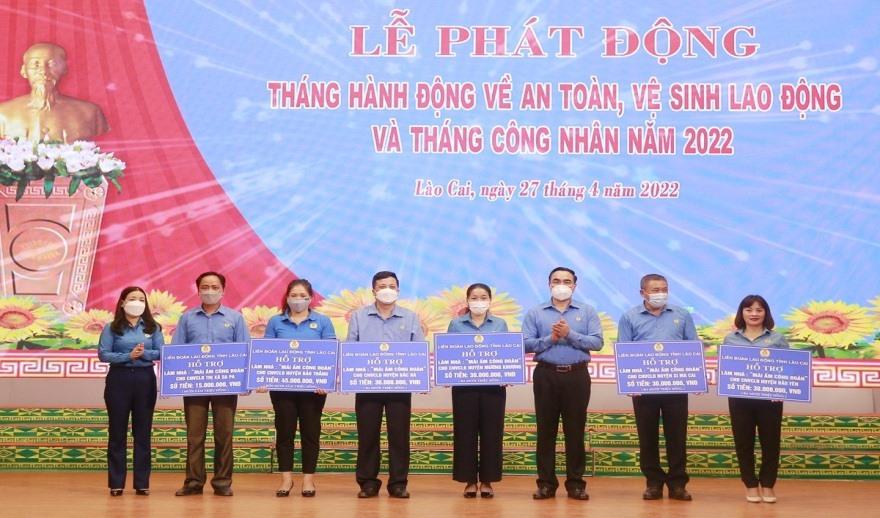 LỄ PHÁT ĐỘNG
THÁNG HÀNH ĐỘNG VỀ AN TOÀN, VỆ SINH LAO ĐỘNG
VÀ THÁNG CÔNG NHÂN NĂM 2022
Lào Cai, ngày 27 tháng 4 năm 2022
LIÊN ĐOÀN LAO ĐỘNG TỈNH LÀO CAI
HỖ TRỢ
LÀM NHÀ : "MÁI ẤM CÔNG ĐOÀN"
CHO CNVCLĐ THỊ XÃ SA PA
SỐ TIỀN: 15.000.000, VNĐ
LIÊN ĐOÀN LAO ĐỘNG TỈNH LÀO CAI
HỖ TRỢ
LÀM NHÀ : "MÁI ẤM CÔNG ĐOÀN"
CHO CNVCLĐ HUYỆN BẢO THẮNG
SỐ TIỀN: 45.000.000, VNĐ
LIÊN ĐOÀN LAO ĐỘNG TỈNH LÀO CAI
HỖ TRỢ
LÀM NHÀ : "MÁI ẤM CÔNG ĐOÀN"
CHO CNVCLĐ HUYỆN BẮC HÀ
SỐ TIỀN: 30.000.000, VNĐ
LIÊN ĐOÀN LAO ĐỘNG TỈNH LÀO CAI
HỖ TRỢ
LÀM NHÀ : "MÁI ẤM CÔNG ĐOÀN"
CHO CNVCLĐ HUYỆN MƯỜNG KHƯƠNG
SỐ TIỀN: 30.000.000, VNĐ
LIÊN ĐOÀN LAO ĐỘNG TỈNH LÀO CAI
HỖ TRỢ
LÀM NHÀ : "MÁI ẤM CÔNG ĐOÀN"
CHO CNVCLĐ HUYỆN SI MA CAI
SỐ TIỀN: 30.000.000, VNĐ
LIÊN ĐOÀN LAO ĐỘNG TỈNH LÀO CAI
HỖ TRỢ
LÀM NHÀ : "MÁI ẤM CÔNG ĐOÀN"
CHO CNVCLĐ HUYỆN BẢO YÊN
SỐ TIỀN: 30.000.000, VNĐ